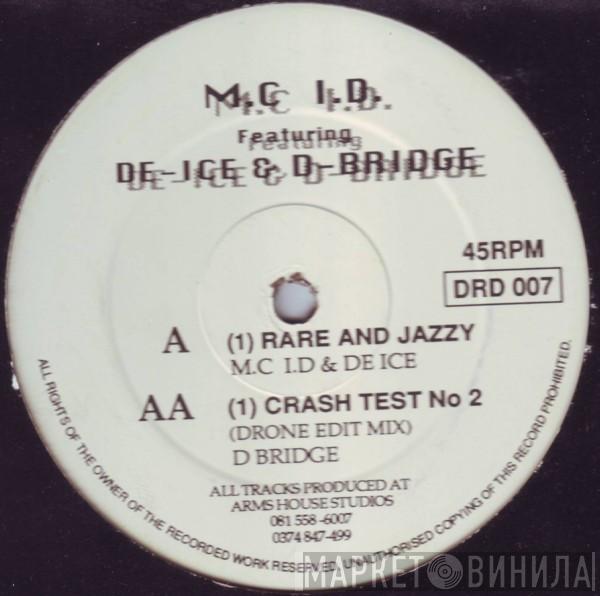 M.C I.D.
Featuring
DE-ICE & D-BRIDGE
45RPM
DRD 007
A (1) RARE AND JAZZY
M.C I.D & DE ICE
AA (1) CRASH TEST No 2
(DRONE EDIT MIX)
D BRIDGE
ALL TRACKS PRODUCED AT
ARMS HOUSE STUDIOS
081 558 -6007
0374 847-499
ALL RIGHTS OF THE OWNER OF THE RECORDED WORK RESERVED, UNAUTHORISED COPYING OF THIS RECORD PROHIBITED.
МАРКЕТ ВИНИЛА